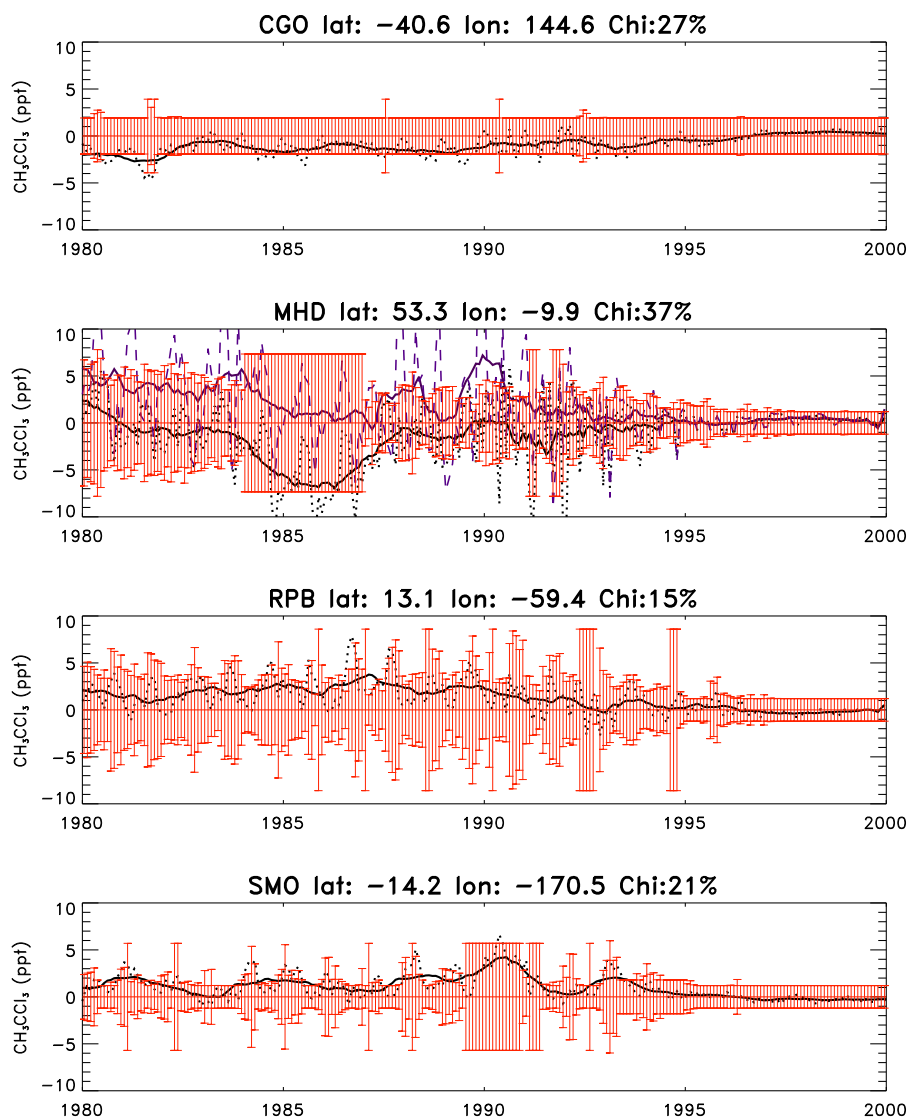 CGO lat: −40.6 lon: 144.6 Chi:27%
CH₃CCl₃ (ppt)
10
5
0
−5
−10
1980 1985 1990 1995 2000
MHD lat: 53.3 lon: −9.9 Chi:37%
CH₃CCl₃ (ppt)
10
5
0
−5
−10
1980 1985 1990 1995 2000
RPB lat: 13.1 lon: −59.4 Chi:15%
CH₃CCl₃ (ppt)
10
5
0
−5
−10
1980 1985 1990 1995 2000
SMO lat: −14.2 lon: −170.5 Chi:21%
CH₃CCl₃ (ppt)
10
5
0
−5
−10
1980 1985 1990 1995 2000